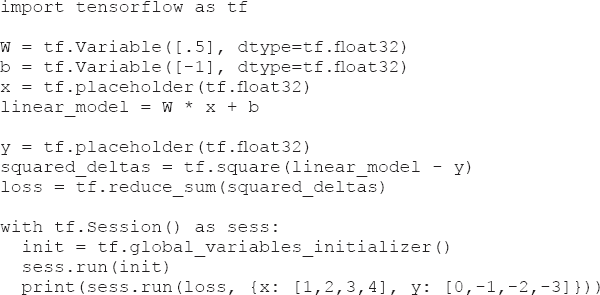 import tensorflow as tf

W = tf.Variable([.5], dtype=tf.float32)
b = tf.Variable([-1], dtype=tf.float32)
x = tf.placeholder(tf.float32)
linear_model = W * x + b

y = tf.placeholder(tf.float32)
squared_deltas = tf.square(linear_model - y)
loss = tf.reduce_sum(squared_deltas)

with tf.Session() as sess:
  init = tf.global_variables_initializer()
  sess.run(init)
  print(sess.run(loss, {x: [1,2,3,4], y: [0,-1,-2,-3]}))